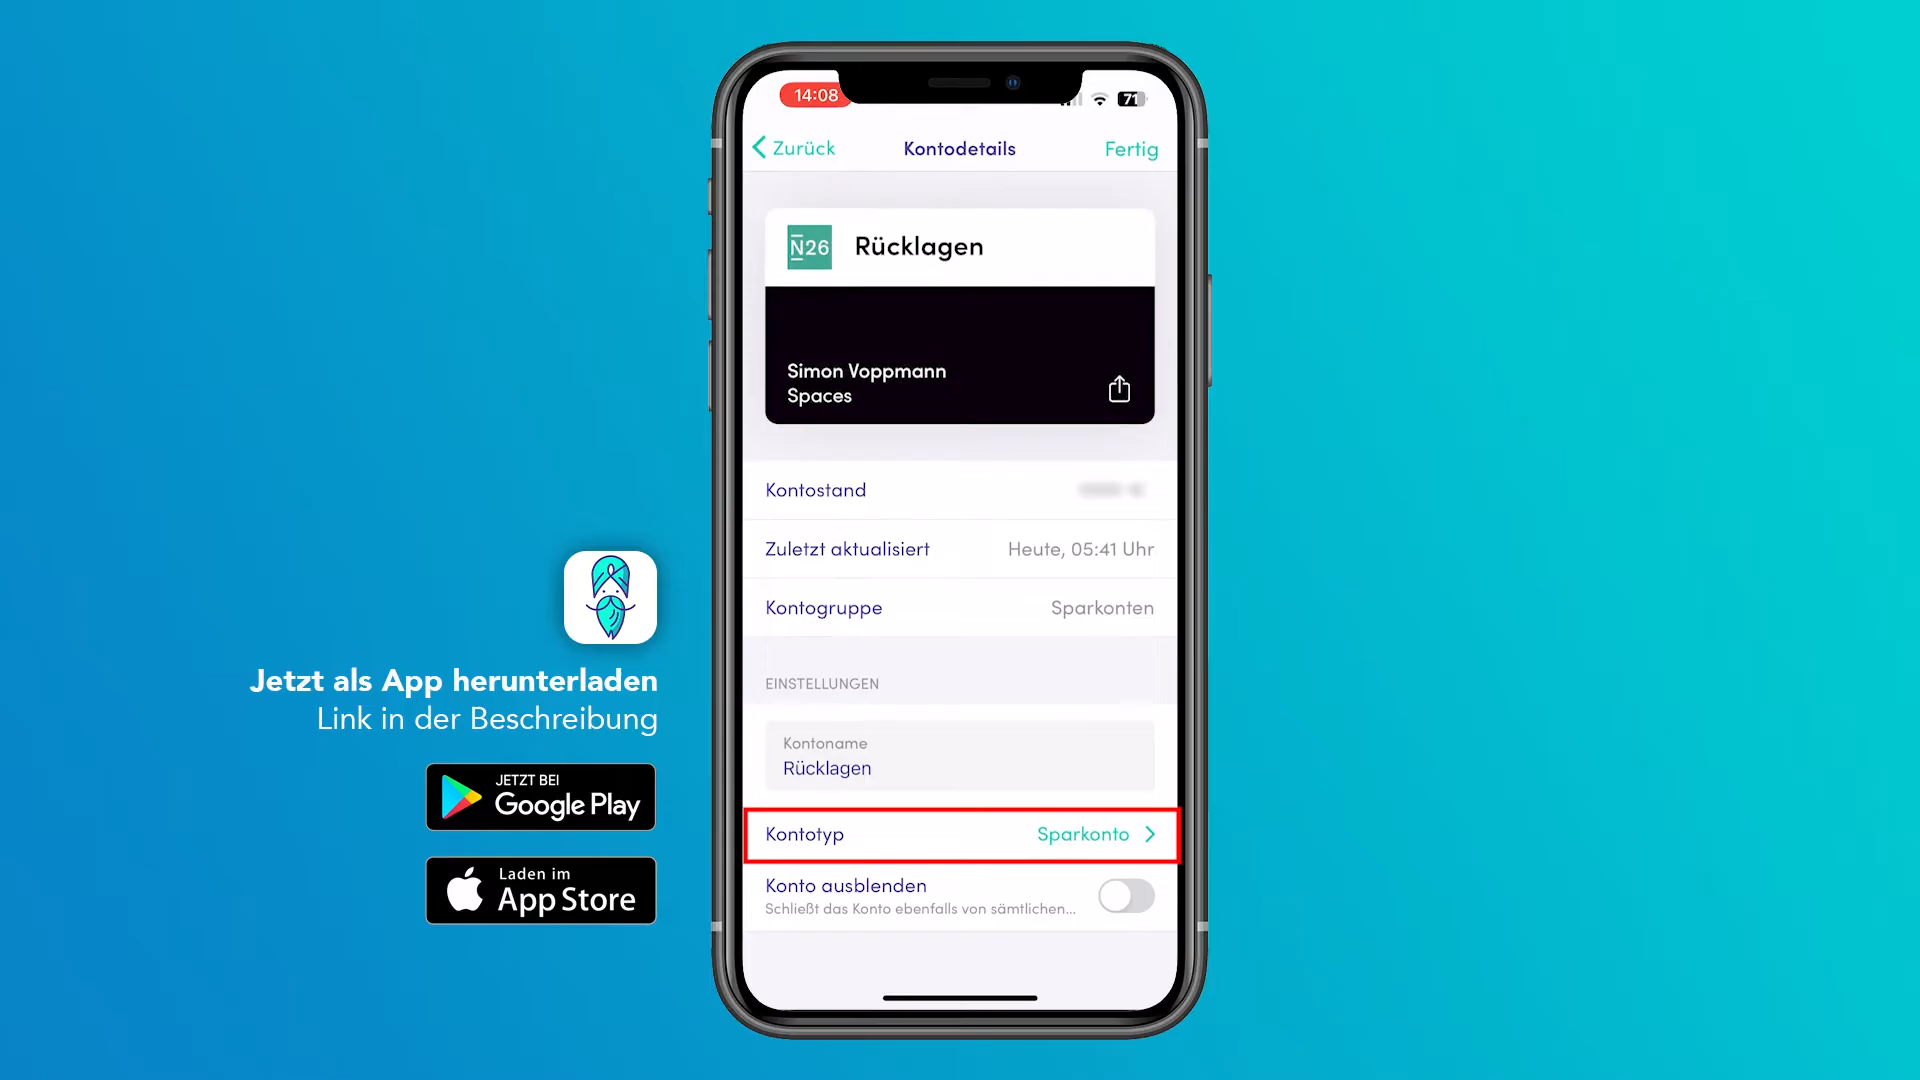 14:08
71
Zurück
Kontodetails
Fertig
N26
Rücklagen
Simon Voppmann
Spaces
Kontostand
Zuletzt aktualisiert
Heute, 05:41 Uhr
Kontogruppe
Sparkonten
EINSTELLUNGEN
Kontoname
Rücklagen
Kontotyp
Sparkonto
Konto ausblenden
Schließt das Konto ebenfalls von sämtlichen...
Jetzt als App herunterladen
Link in der Beschreibung
JETZT BEI
Google Play
Laden im
App Store